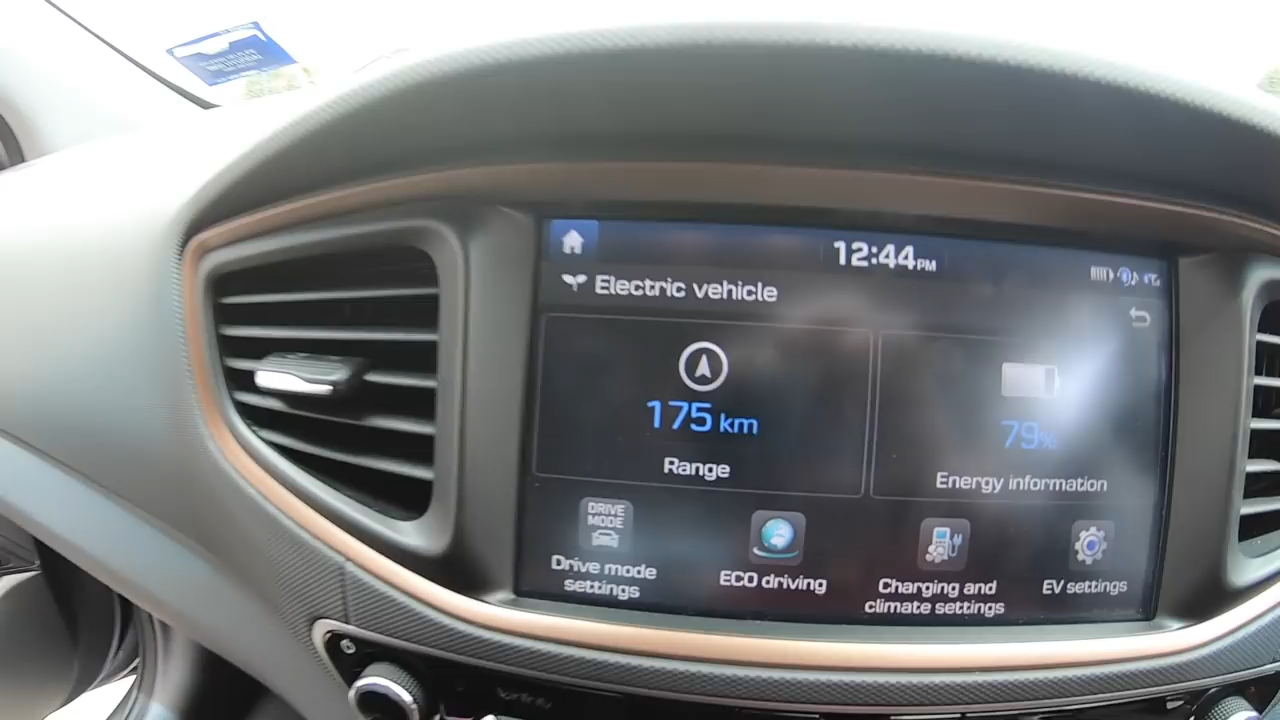 12:44PM
Electric vehicle
175 km
Range
79%
Energy information
DRIVE
MODE
Drive mode
settings
ECO driving
Charging and
climate settings
EV settings